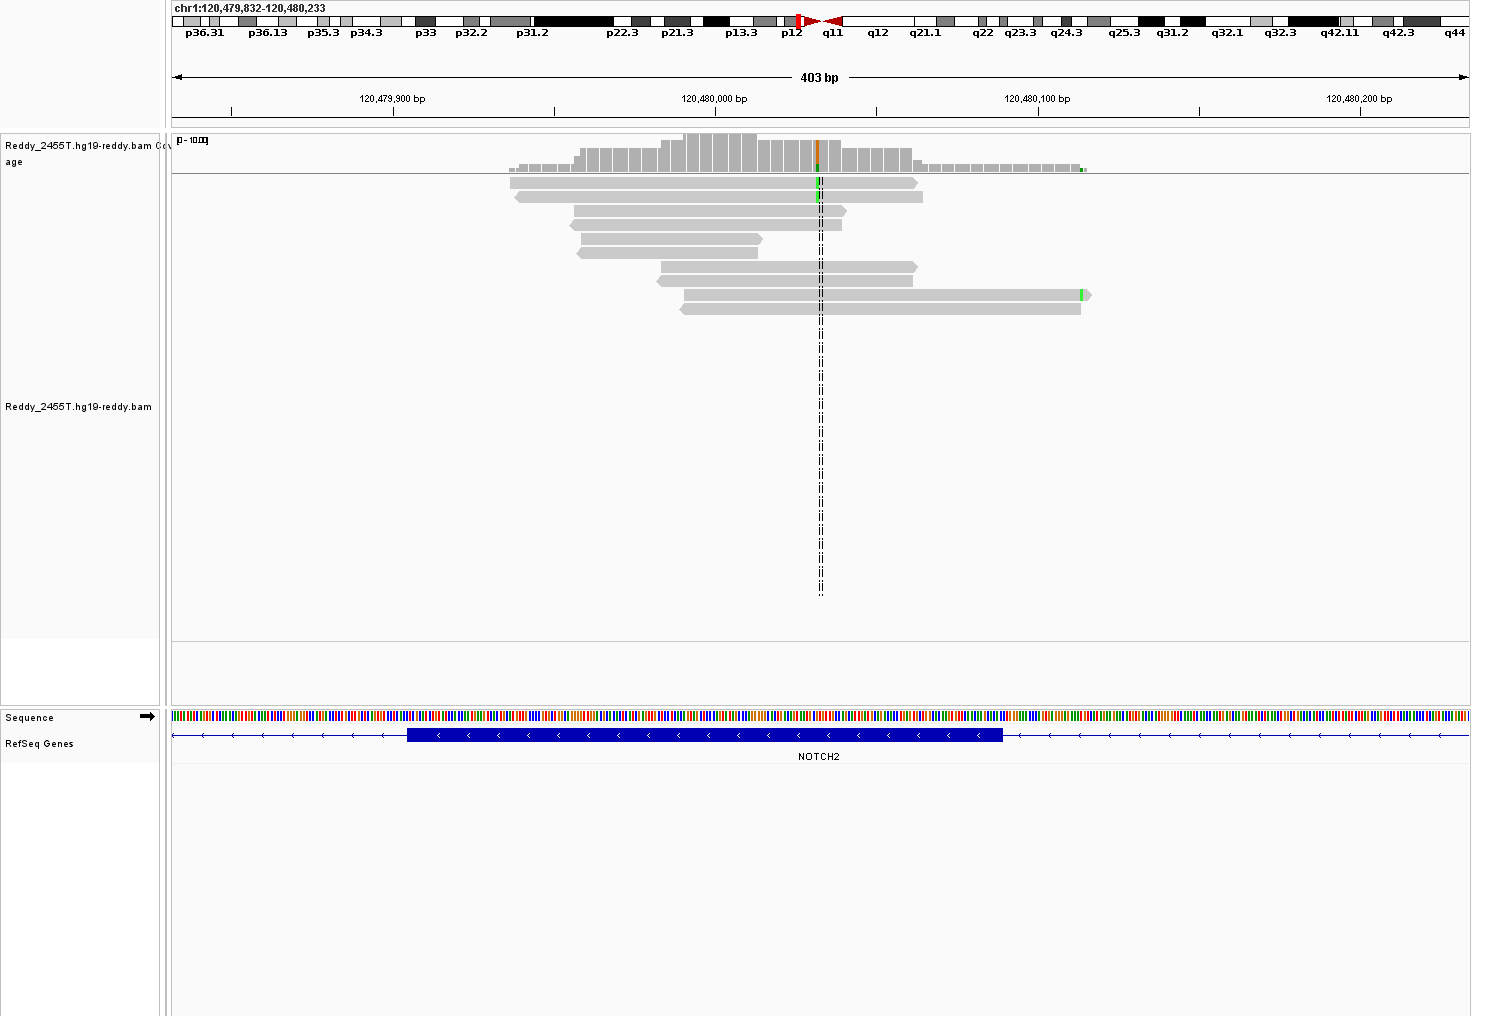 chr1:120,479,832-120,480,233
p36.31 p36.13 p35.3 p34.3 p33 p32.2 p31.2 p22.3 p21.3 p13.3 p12 q11 q12 q21.1 q22 q23.3 q24.3 q25.3 q31.2 q32.1 q32.3 q42.11 q42.3 q44
403 bp
120,479,900 bp 120,480,000 bp 120,480,100 bp 120,480,200 bp
Reddy_2455T.hg19-reddy.bam Cov
age
[0 - 10.00]
Reddy_2455T.hg19-reddy.bam
Sequence
RefSeq Genes
NOTCH2